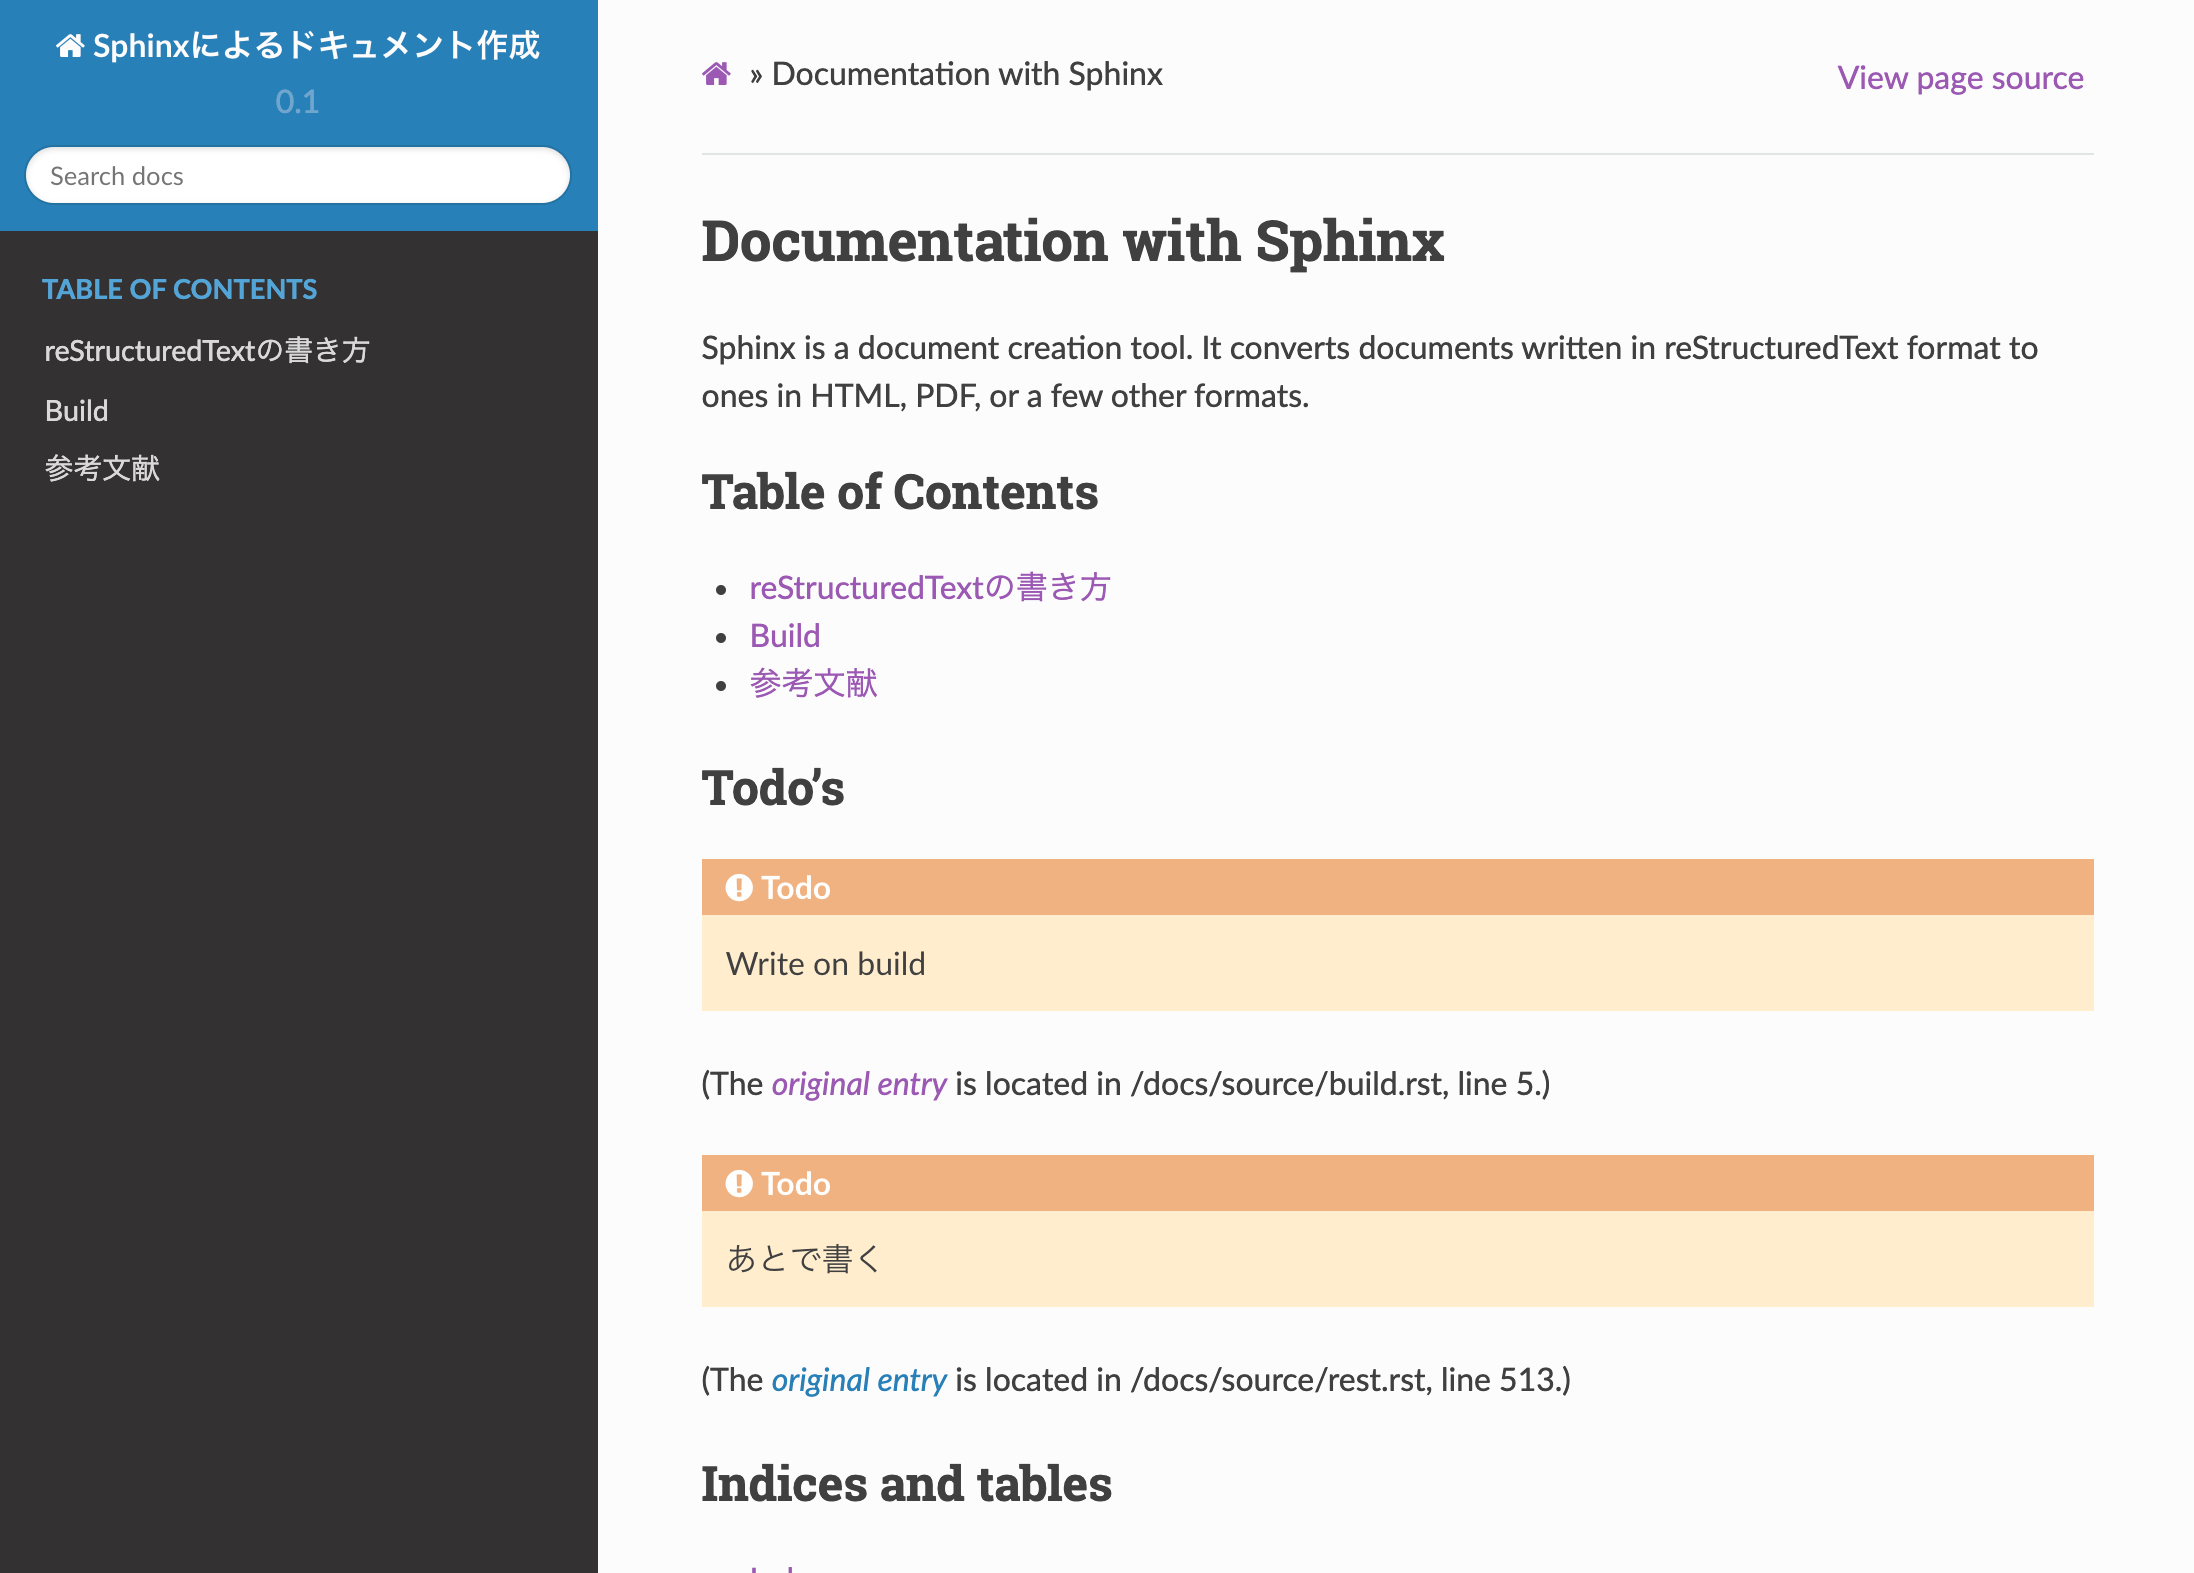 Sphinxによるドキュメント作成
0.1
Search docs
TABLE OF CONTENTS
reStructuredTextの書き方
Build
参考文献
» Documentation with Sphinx
View page source
Documentation with Sphinx
Sphinx is a document creation tool. It converts documents written in reStructuredText format to
ones in HTML, PDF, or a few other formats.
Table of Contents
• reStructuredTextの書き方
• Build
• 参考文献
Todo’s
Todo
Write on build
(The original entry is located in /docs/source/build.rst, line 5.)
Todo
あとで書く
(The original entry is located in /docs/source/rest.rst, line 513.)
Indices and tables